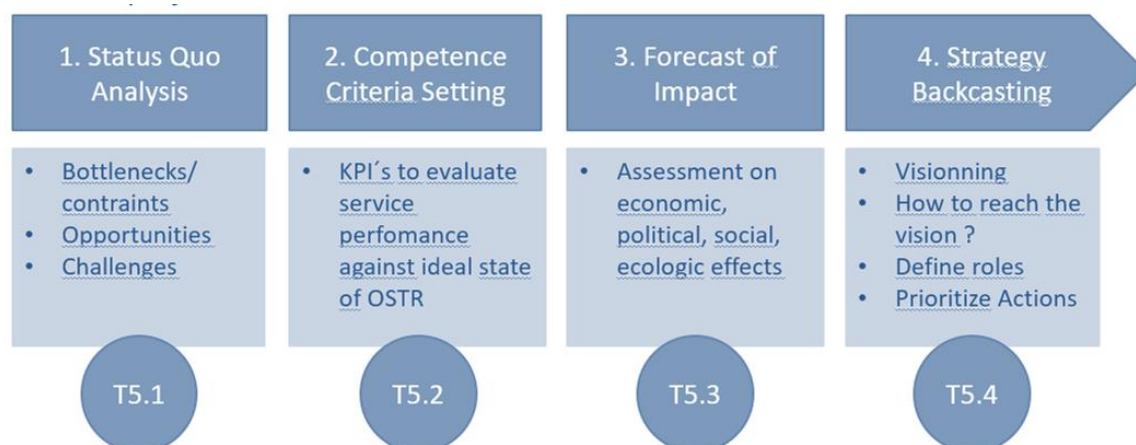 1. Status Quo
Analysis
2. Competence
Criteria Setting
3. Forecast of
Impact
4. Strategy
Backcasting
• Bottlenecks/
contraints
• Opportunities
• Challenges
• KPI´s to evaluate
service
perfomance
against ideal state
of OSTR
• Assessment on
economic,
political, social,
ecologic effects
• Visionning
• How to reach the
vision ?
• Define roles
• Prioritize Actions
T5.1
T5.2
T5.3
T5.4